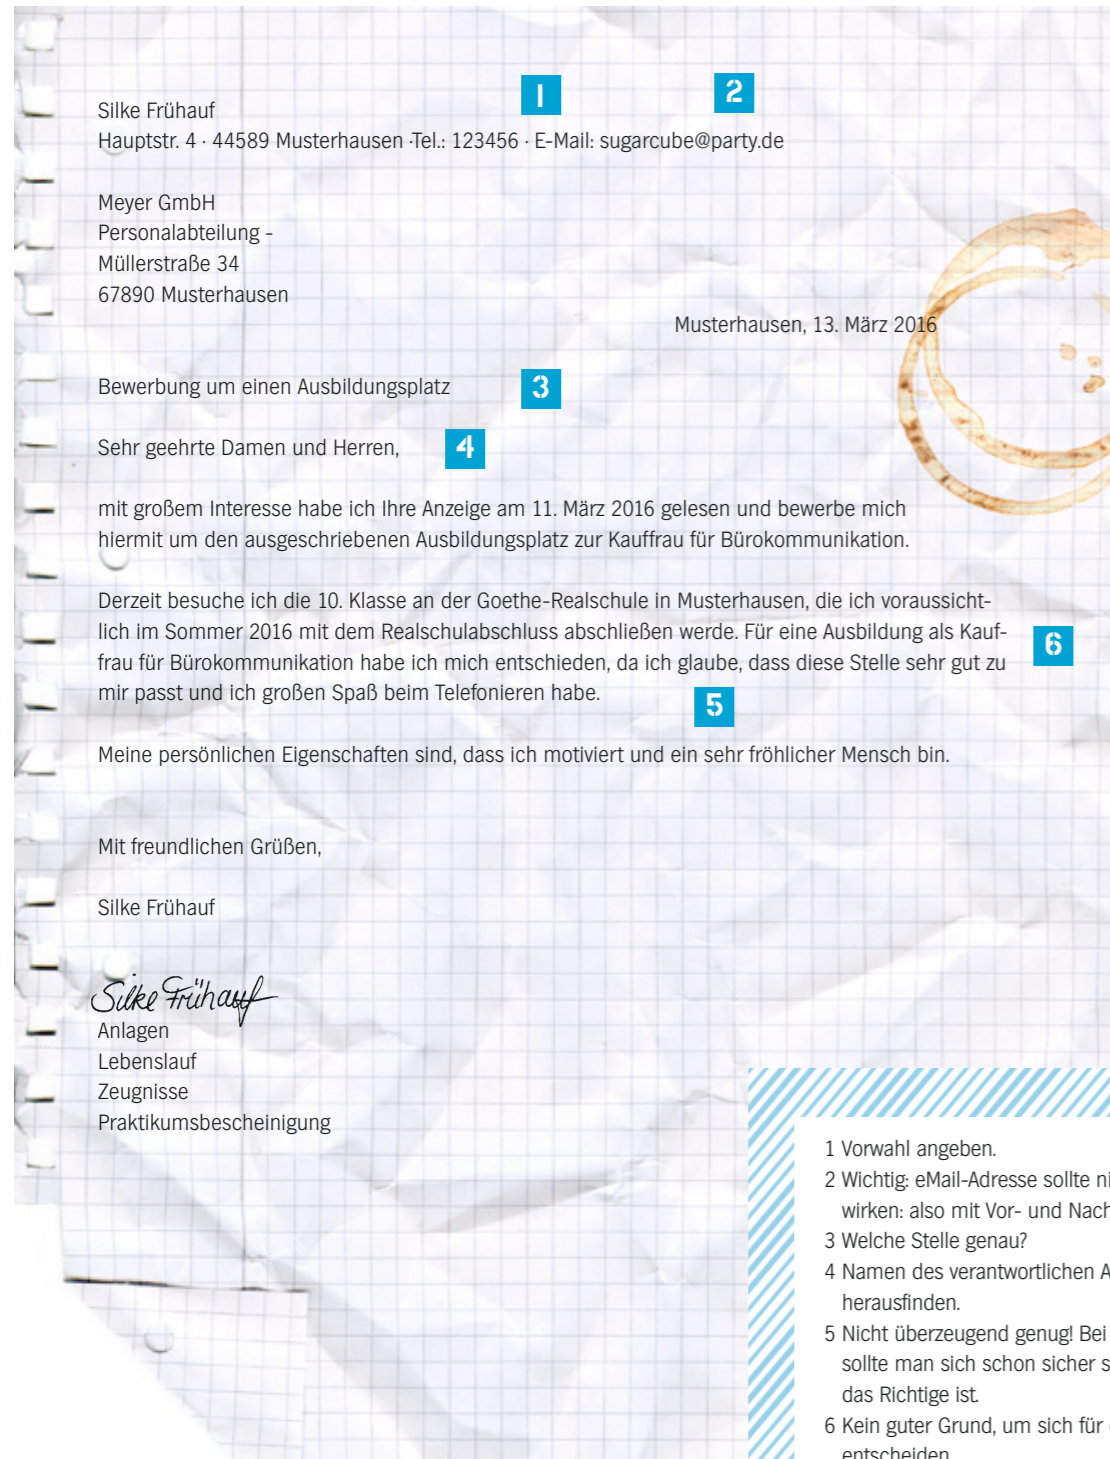 1 2
Silke Frühauf
Hauptstr. 4 · 44589 Musterhausen ·Tel.: 123456 · E-Mail: sugarcube@party.de
Meyer GmbH
Personalabteilung -
Müllerstraße 34
67890 Musterhausen
Musterhausen, 13. März 2016
Bewerbung um einen Ausbildungsplatz 3
Sehr geehrte Damen und Herren, 4
mit großem Interesse habe ich Ihre Anzeige am 11. März 2016 gelesen und bewerbe mich
hiermit um den ausgeschriebenen Ausbildungsplatz zur Kauffrau für Bürokommunikation.
Derzeit besuche ich die 10. Klasse an der Goethe-Realschule in Musterhausen, die ich voraussicht-
lich im Sommer 2016 mit dem Realschulabschluss abschließen werde. Für eine Ausbildung als Kauf-
frau für Bürokommunikation habe ich mich entschieden, da ich glaube, dass diese Stelle sehr gut zu 6
mir passt und ich großen Spaß beim Telefonieren habe.
5
Meine persönlichen Eigenschaften sind, dass ich motiviert und ein sehr fröhlicher Mensch bin.
Mit freundlichen Grüßen,
Silke Frühauf
Silke Frühauf
Anlagen
Lebenslauf
Zeugnisse
Praktikumsbescheinigung
1 Vorwahl angeben.
2 Wichtig: eMail-Adresse sollte
wirken: also mit Vor- und
3 Welche Stelle genau?
4 Namen des verantwortlichen
herausfinden.
5 Nicht überzeugend genug! Bei
sollte man sich schon sicher
das Richtige ist.
6 Kein guter Grund, um sich für
entscheiden